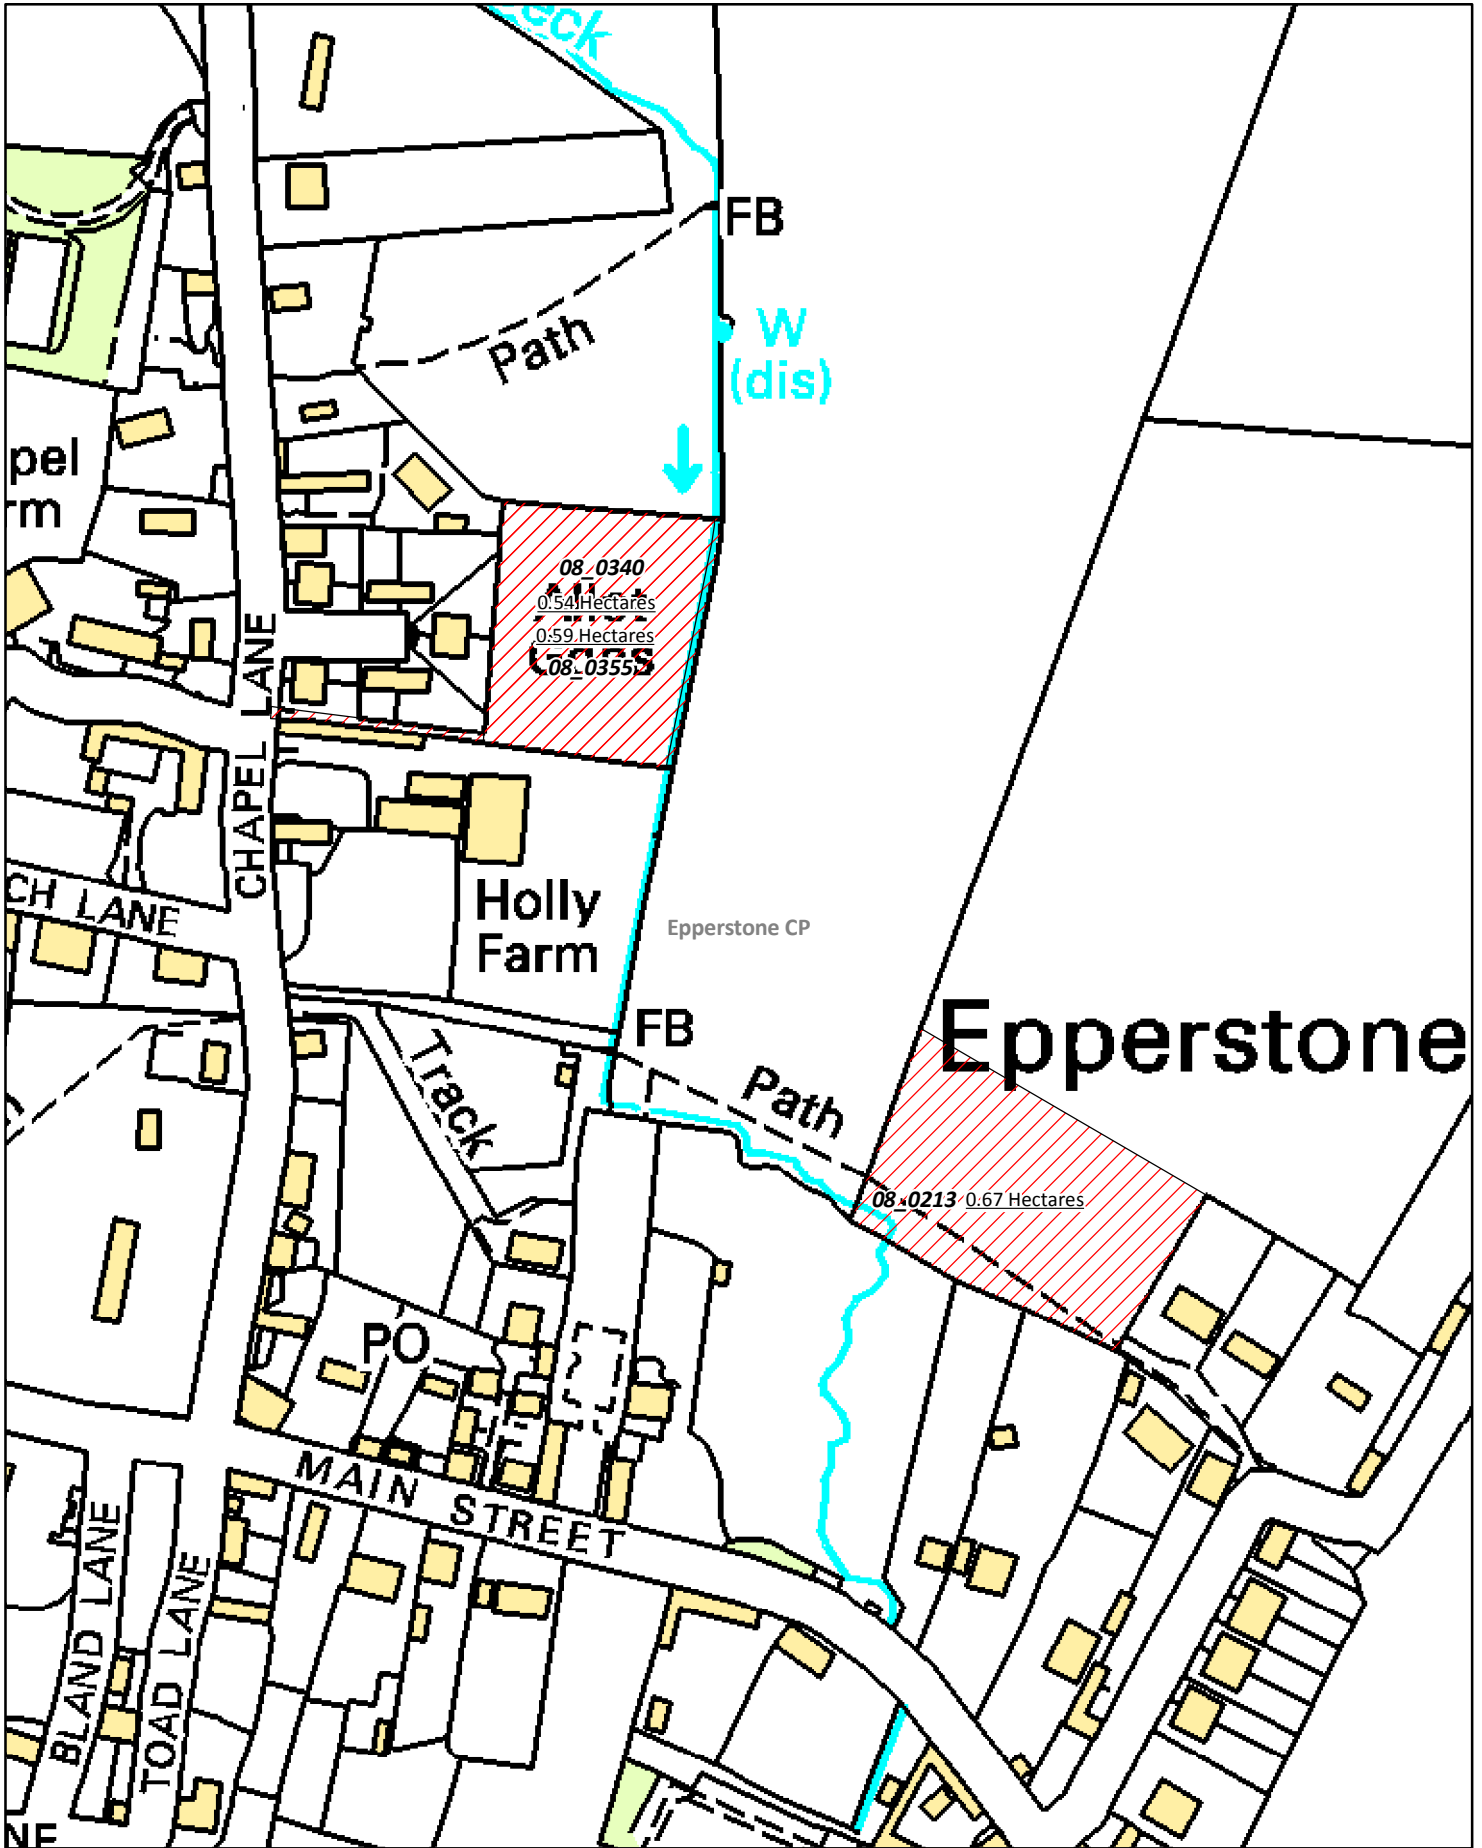 eck
FB
Path
W
(dis)
pel
rm
08_0340
Allot
0.54 Hectares
0.59 Hectares
Gdns
08_0355
CHAPEL LANE
CH LANE
Holly
Farm
Epperstone CP
FB
Epperstone
Track
Path
08_0213 0.67 Hectares
PO
MAIN STREET
BLAND LANE
TOAD LANE
NE